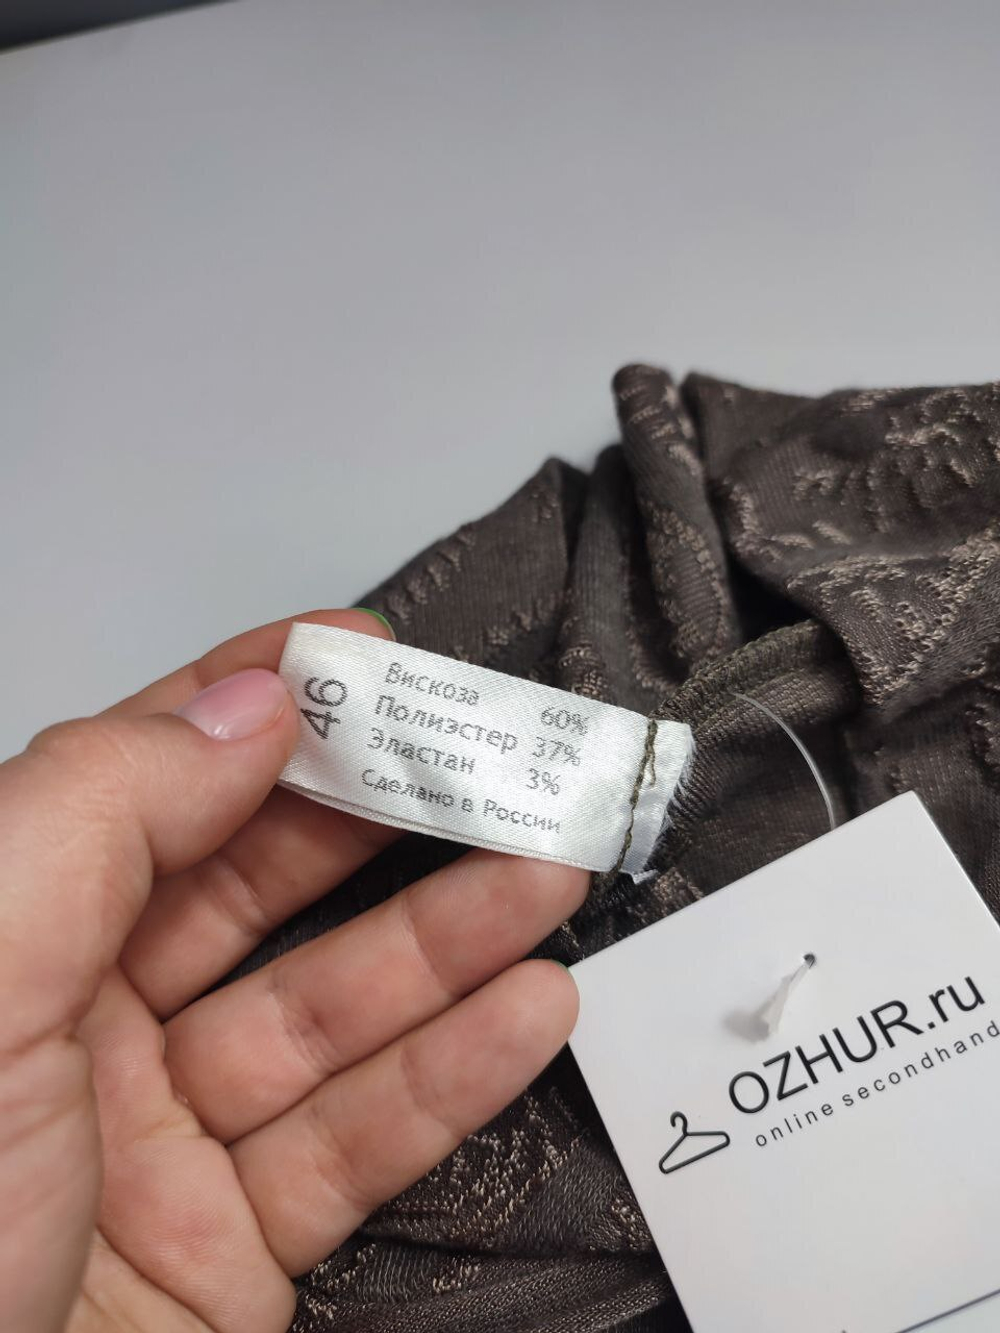 46
Вискоза 60%
Полиэстер 37%
Эластан 3%
Сделано в России
OZHUR.ru
online secondhand